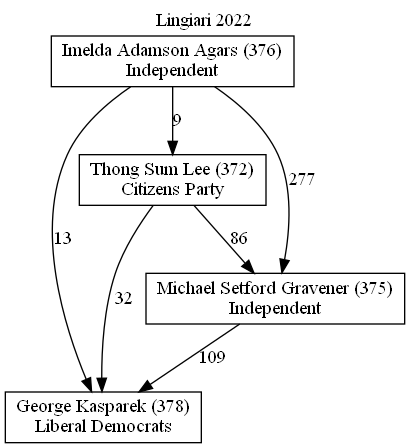 Lingiari 2022
Imelda Adamson Agars (376)
Independent
9
Thong Sum Lee (372)
Citizens Party
277
13
32
86
Michael Setford Gravener (375)
Independent
109
George Kasparek (378)
Liberal Democrats